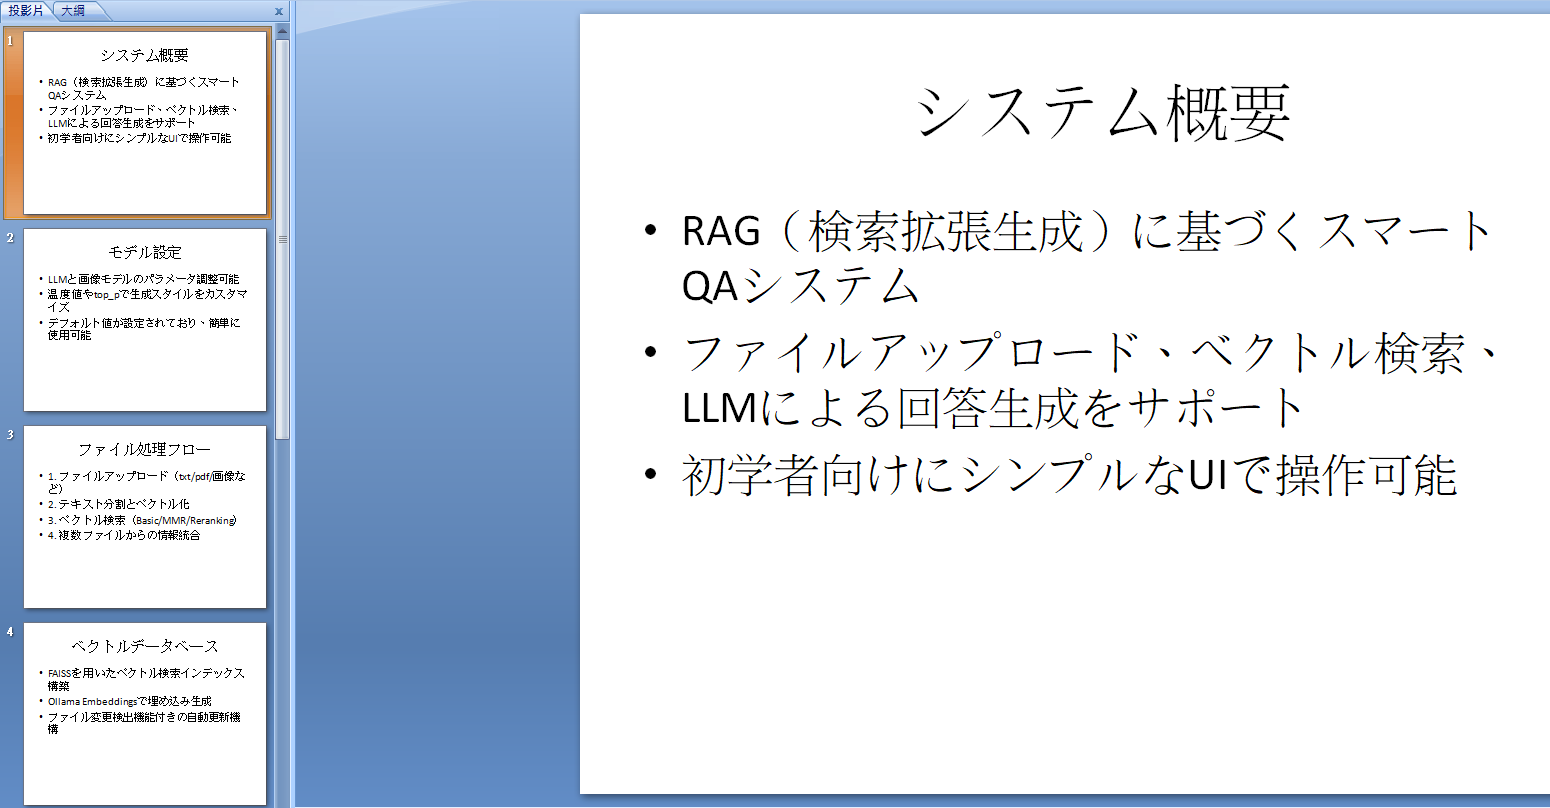 投影片 大綱 x
1
システム概要
• RAG（検索拡張生成）に基づくスマート
QAシステム
• ファイルアップロード、ベクトル検索、
LLMによる回答生成をサポート
• 初学者向けにシンプルなUIで操作可能
2
モデル設定
• LLMと画像モデルのパラメータ調整可能
• 温度値やtop_pで生成スタイルをカスタマ
イズ
• デフォルト値が設定されており、簡単に
使用可能
3
ファイル処理フロー
• 1. ファイルアップロード（txt/pdf/画像な
ど）
• 2. テキスト分割とベクトル化
• 3. ベクトル検索（Basic/MMR/Reranking）
• 4. 複数ファイルからの情報統合
4
ベクトルデータベース
• FAISSを用いたベクトル検索インデックス
構築
• Ollama Embeddingsで埋め込み生成
• ファイル変更検出機能付きの自動更新機
構
システム概要
• RAG（検索拡張生成）に基づくスマート
QAシステム
• ファイルアップロード、ベクトル検索、
LLMによる回答生成をサポート
• 初学者向けにシンプルなUIで操作可能